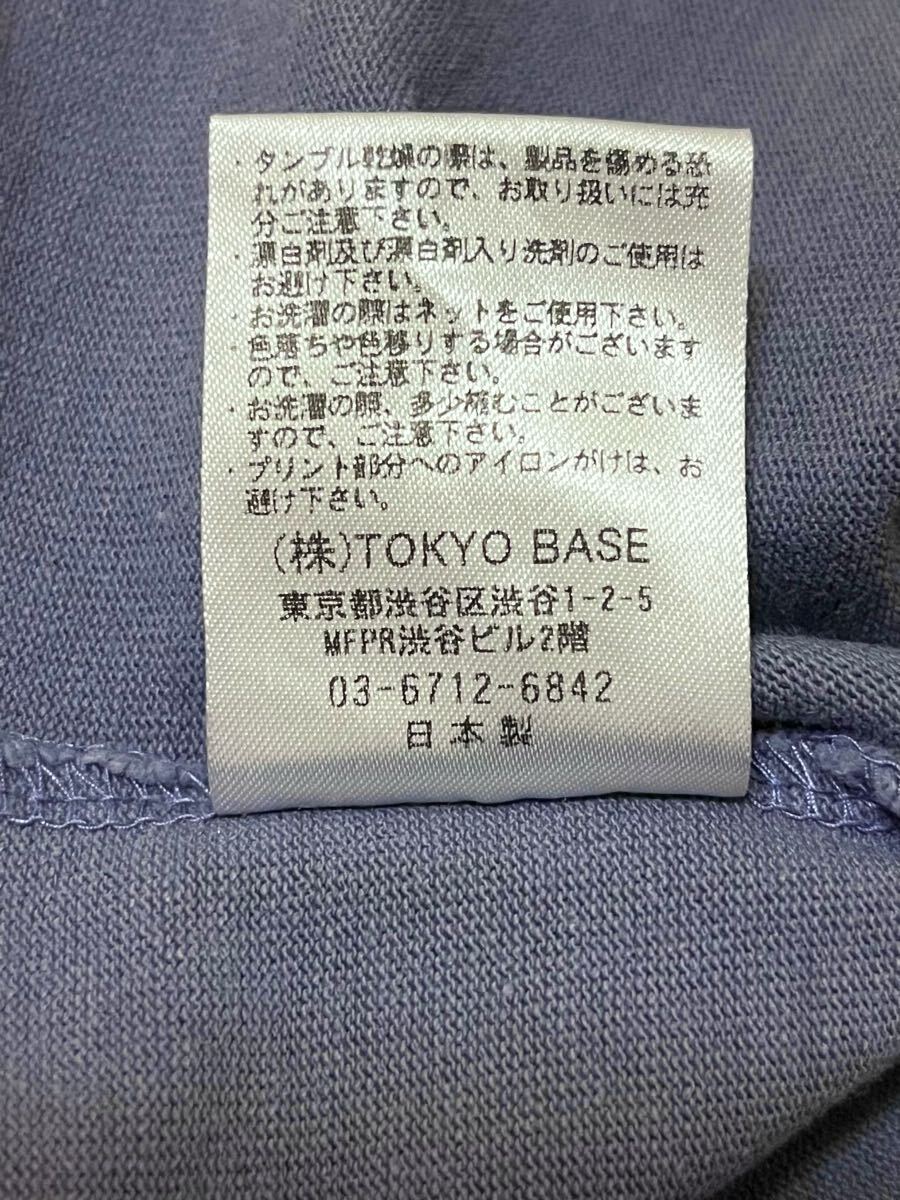 ・タンブル乾燥の際は、製品を傷める恐
れがありますので、お取り扱いには充
分ご注意下さい。
・漂白剤及び漂白剤入り洗剤のご使用は
お避け下さい。
・お洗濯の際はネットをご使用下さい。
・色落ちや色移りする場合がございます
ので、ご注意下さい。
・お洗濯の際、多少縮むことがございま
すので、ご注意下さい。
・プリント部分へのアイロンがけは、お
避け下さい。
(株)TOKYO BASE
東京都渋谷区渋谷1-2-5
MFPR渋谷ビル2階
03-6712-6842
日本製